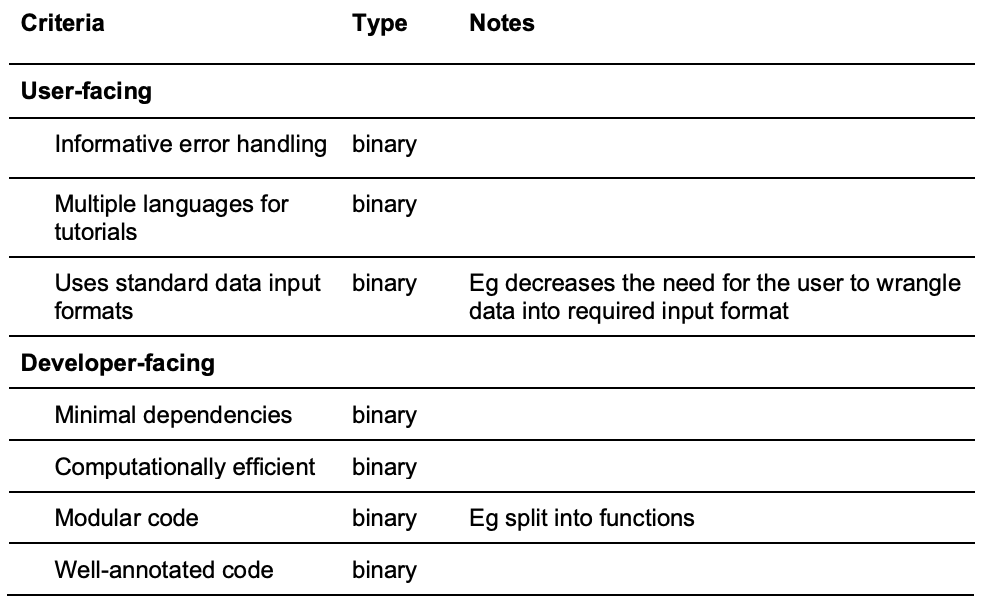 Criteria Type Notes
User-facing
Informative error handling binary
Multiple languages for binary
tutorials
Uses standard data input binary Eg decreases the need for the user to wrangle
formats data into required input format
Developer-facing
Minimal dependencies binary
Computationally efficient binary
Modular code binary Eg split into functions
Well-annotated code binary